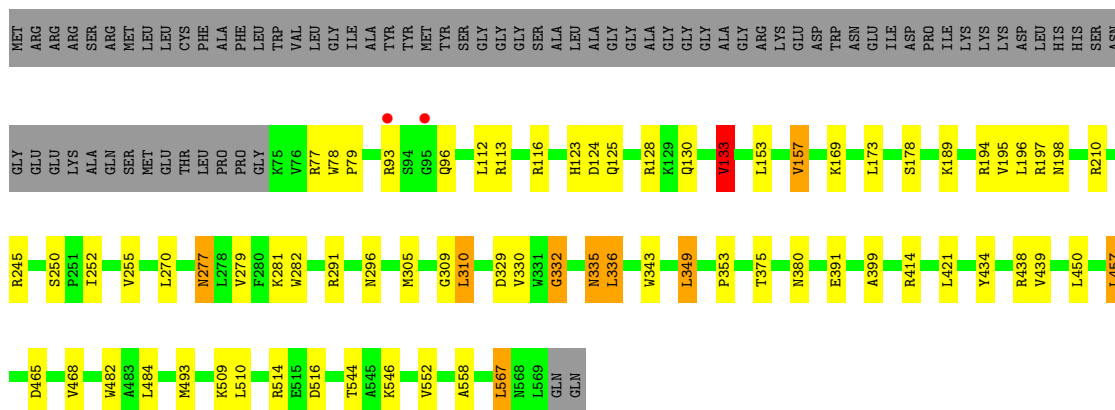 MET ARG ARG ARG SER ARG MET LEU LEU CYS PHE ALA PHE LEU TRP VAL LEU GLY ILE ALA TYR TYR MET TYR SER GLY GLY GLY SER ALA LEU ALA GLY GLY ALA GLY GLY GLY ALA GLY ARG LYS GLU ASP TRP ASN GLU ILE ASP PRO ILE LYS LYS LYS ASP LEU HIS HIS SER ASN
GLY GLU GLU LYS ALA GLN SER MET GLU THR LEU PRO PRO GLY K75 V76 R77 W78 P79 R93 S94 G95 Q96 L112 R113 R116 H123 D124 Q125 R128 K129 Q130 V133 L153 V157 K169 L173 S178 K189 R194 V195 L196 R197 N198 R210
R245 S250 P251 I252 V255 L270 N277 L278 V279 F280 K281 W282 R291 N296 M305 G309 L310 D329 V330 W331 G332 N335 L336 W343 L349 P353 T375 N380 E391 A399 R414 L421 Y434 R438 V439 L450 L457
D465 V468 W482 A483 L484 M493 K509 L510 R514 E515 D516 T544 A545 K546 V552 A558 L567 N568 L569 GLN GLN